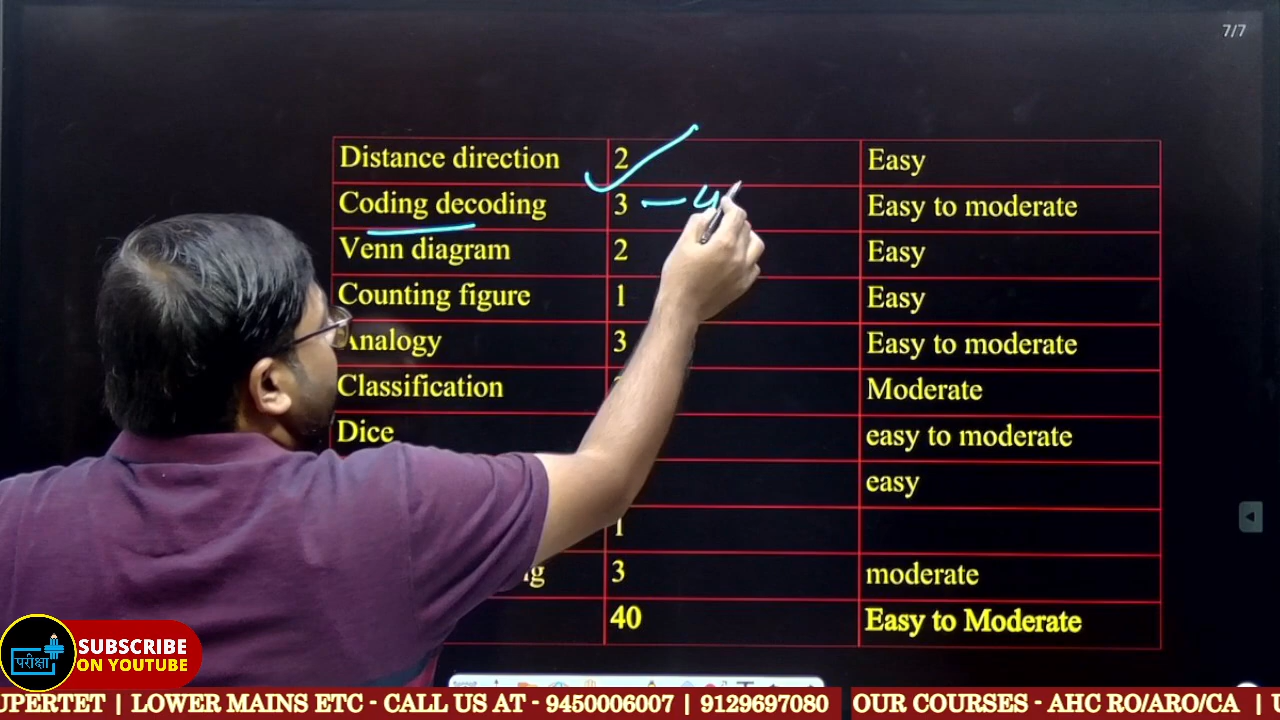 7/7
Distance direction 2 Easy
Coding decoding 3 — 4 Easy to moderate
Venn diagram 2 Easy
Counting figure 1 Easy
Analogy 3 Easy to moderate
Classification Moderate
Dice easy to moderate
easy
1
3 moderate
40 Easy to Moderate
परीक्षा
SUBSCRIBE
ON YOUTUBE
UPERTET | LOWER MAINS ETC - CALL US AT - 9450006007 | 9129697080 OUR COURSES - AHC RO/ARO/CA |